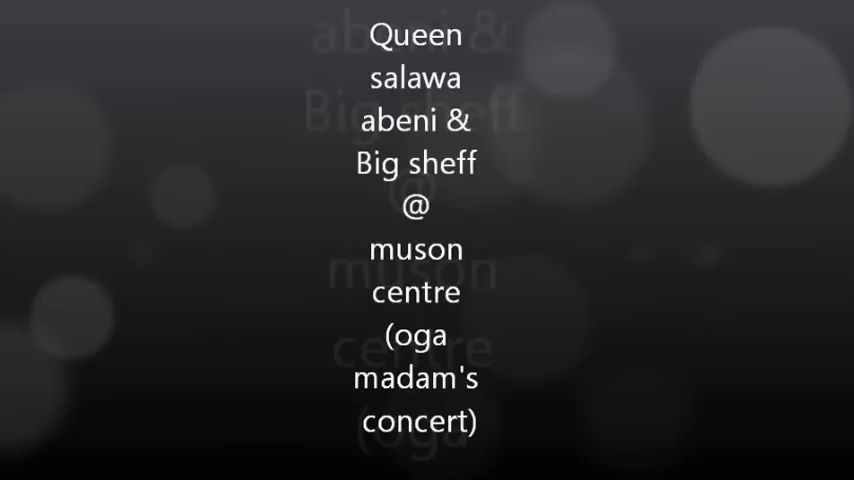 Queen
salawa
abeni &
Big sheff
@
muson
centre
(oga
madam's
concert)